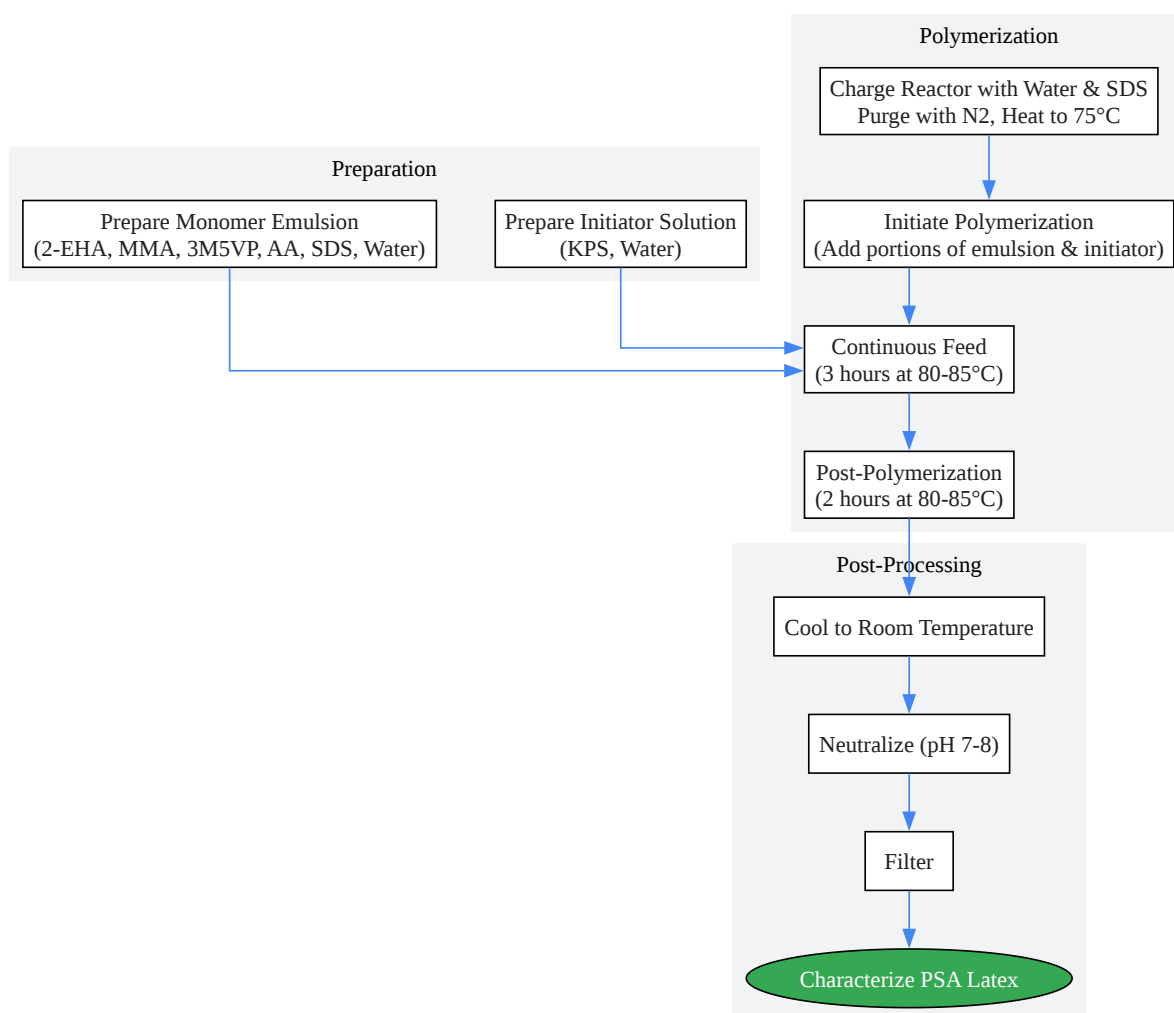 Polymerization
Charge Reactor with Water & SDS
Purge with N2, Heat to 75°C
Preparation
Prepare Monomer Emulsion
(2-EHA, MMA, 3M5VP, AA, SDS, Water)
Prepare Initiator Solution
(KPS, Water)
Initiate Polymerization
(Add portions of emulsion & initiator)
Continuous Feed
(3 hours at 80-85°C)
Post-Polymerization
(2 hours at 80-85°C)
Post-Processing
Cool to Room Temperature
Neutralize (pH 7-8)
Filter
Characterize PSA Latex